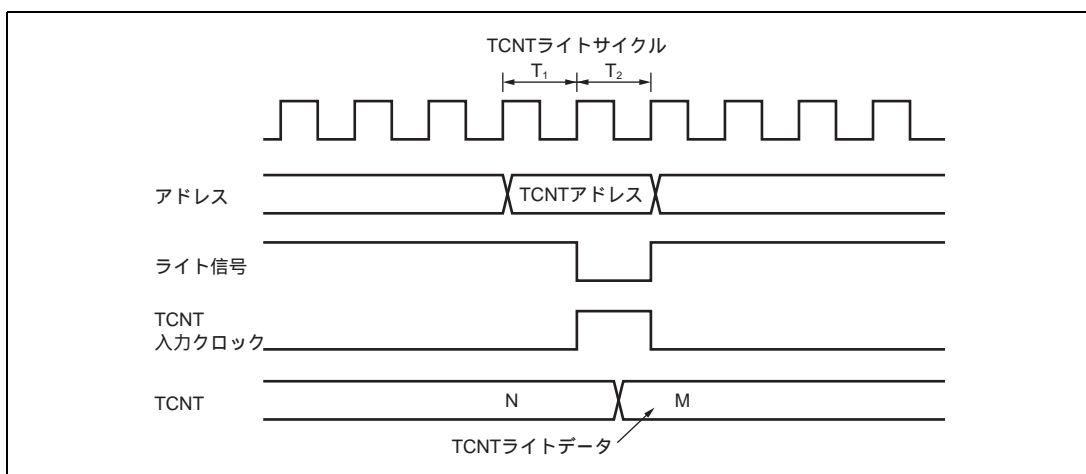 TCNTライトサイクル
T₁ T₂
アドレス
TCNTアドレス
ライト信号
TCNT
入力クロック
TCNT
N M
TCNTライトデータ